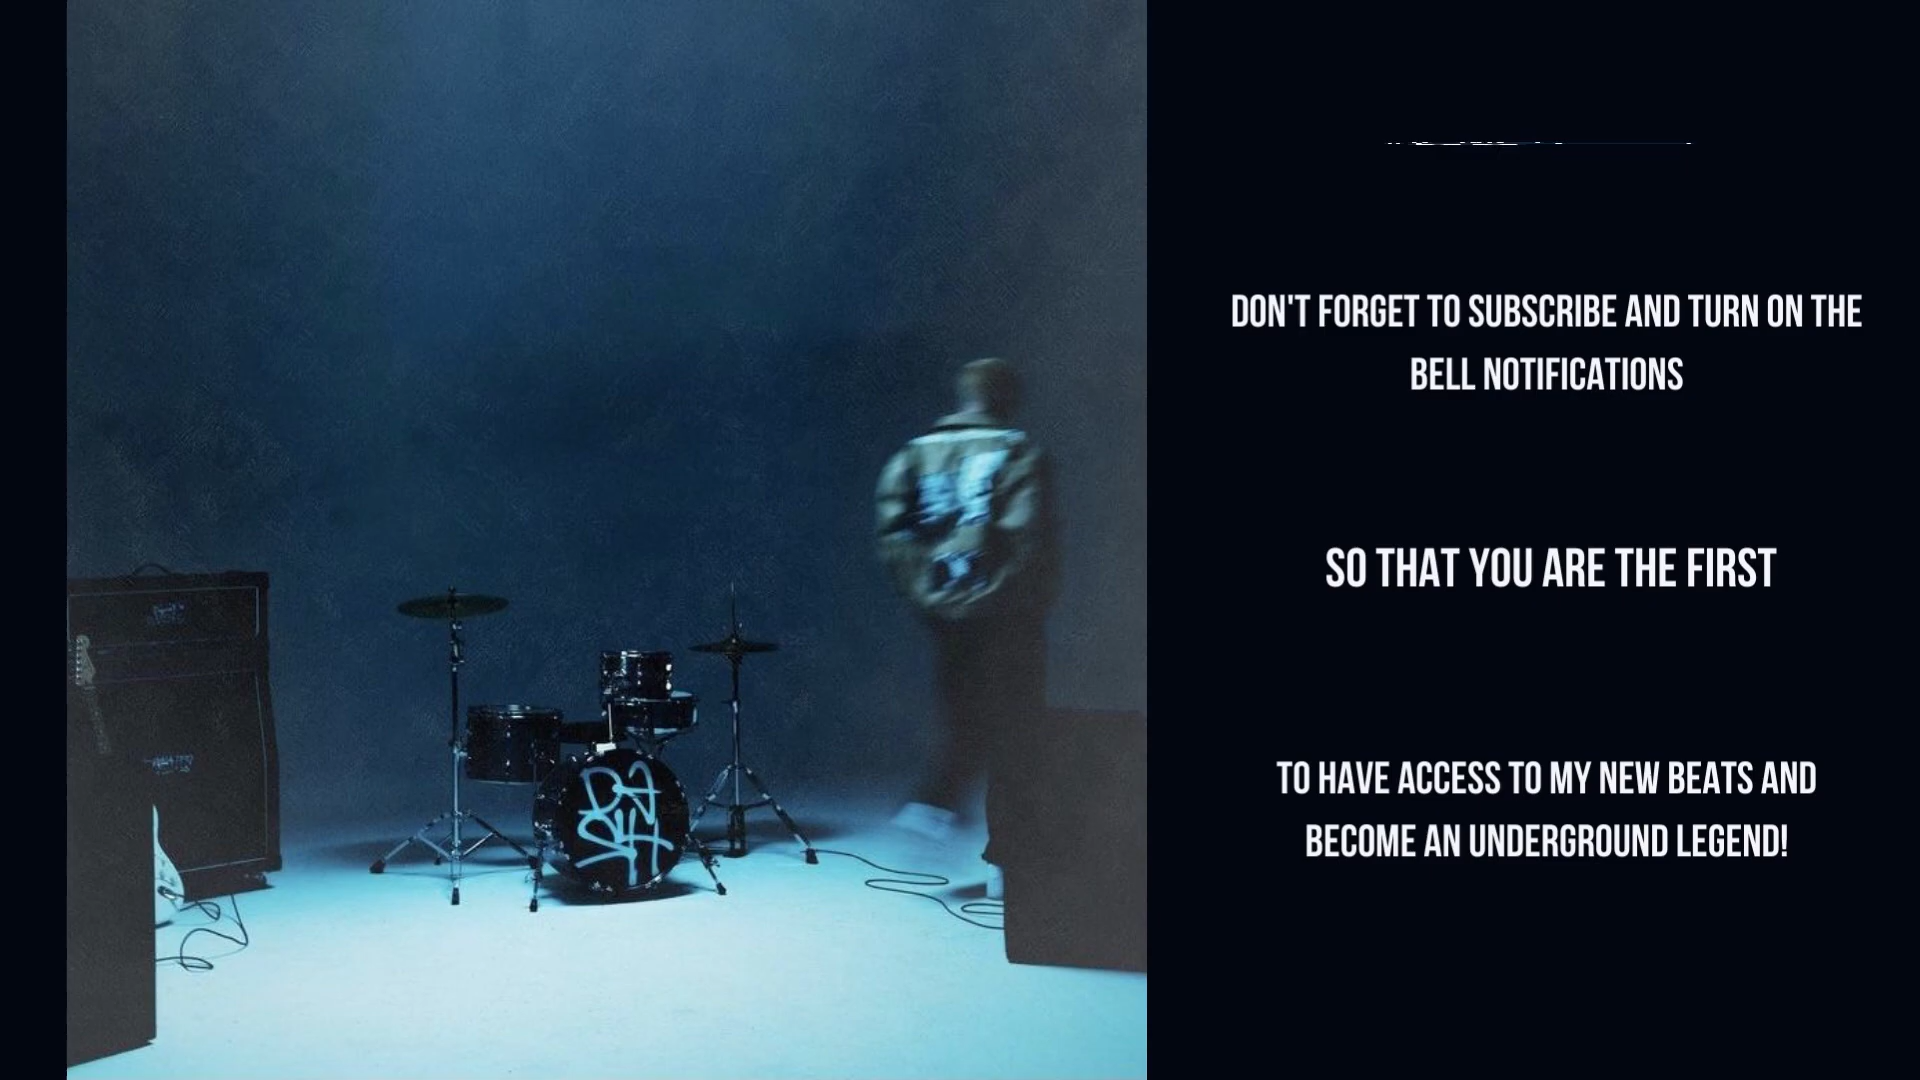 DON'T FORGET TO SUBSCRIBE AND TURN ON THE
BELL NOTIFICATIONS
SO THAT YOU ARE THE FIRST
TO HAVE ACCESS TO MY NEW BEATS AND
BECOME AN UNDERGROUND LEGEND!